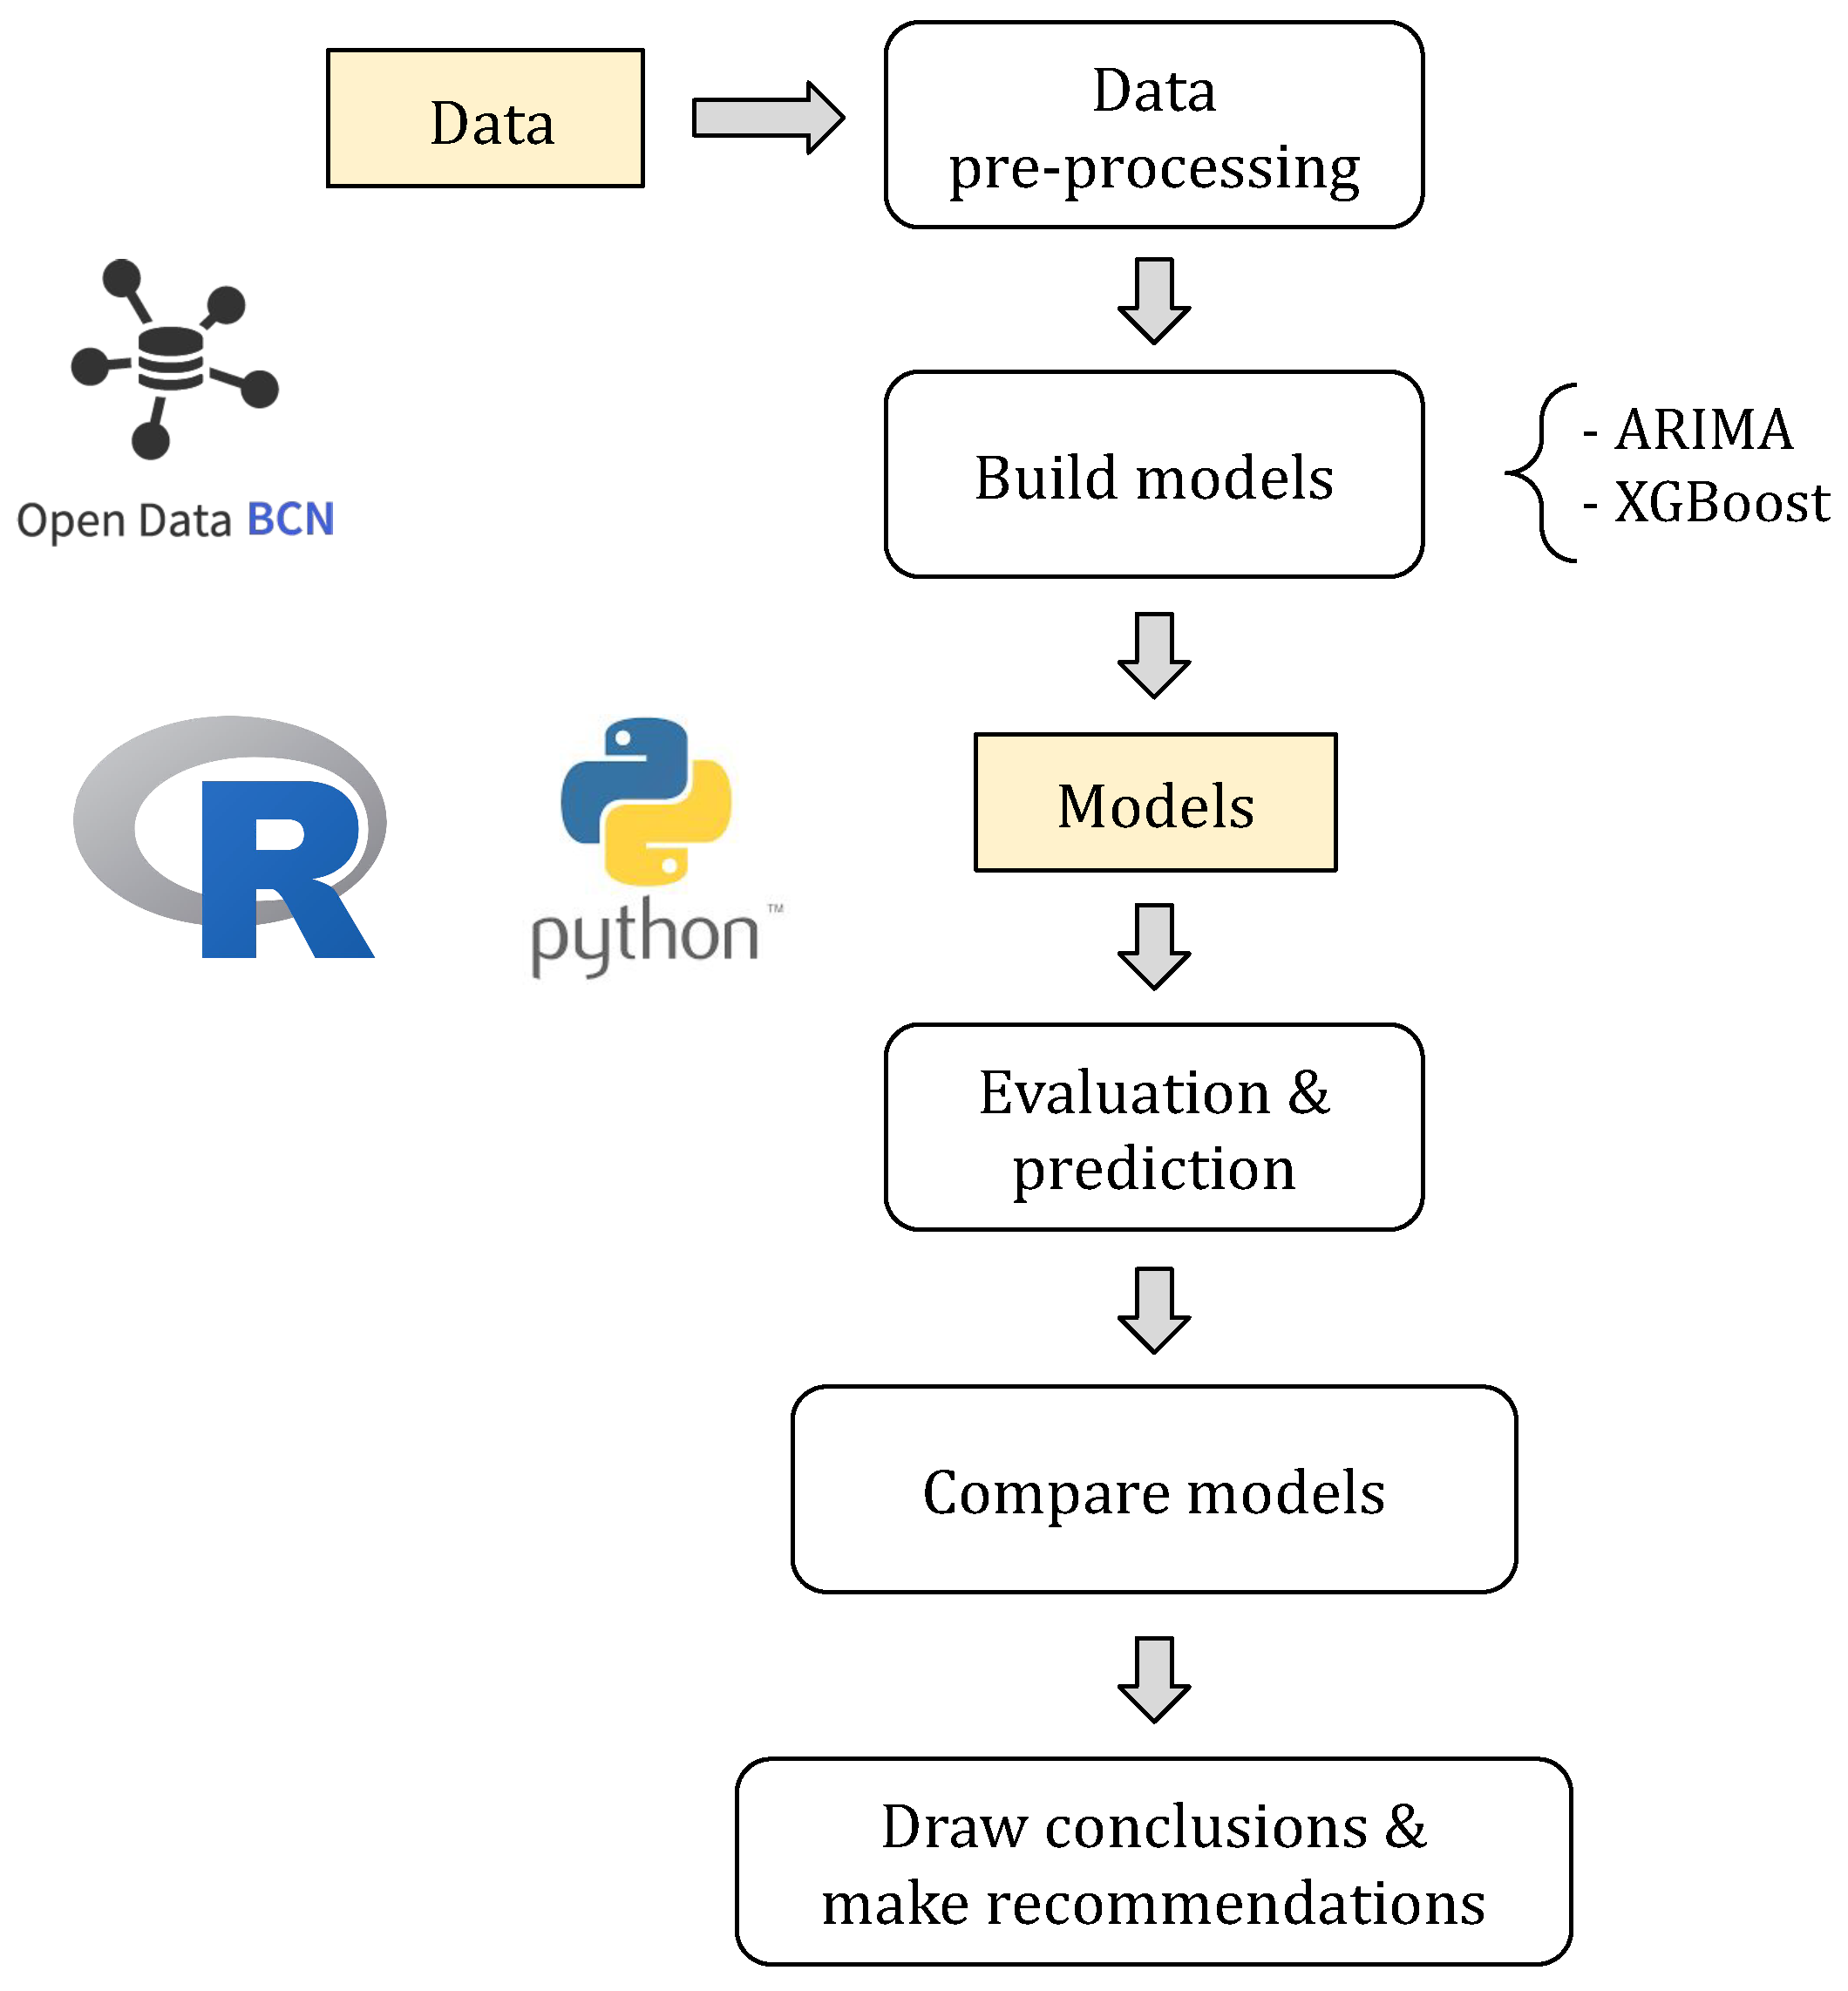 Data
Data
pre-processing
Open Data BCN
Build models
- ARIMA
- XGBoost
R
python™
Models
Evaluation &
prediction
Compare models
Draw conclusions &
make recommendations